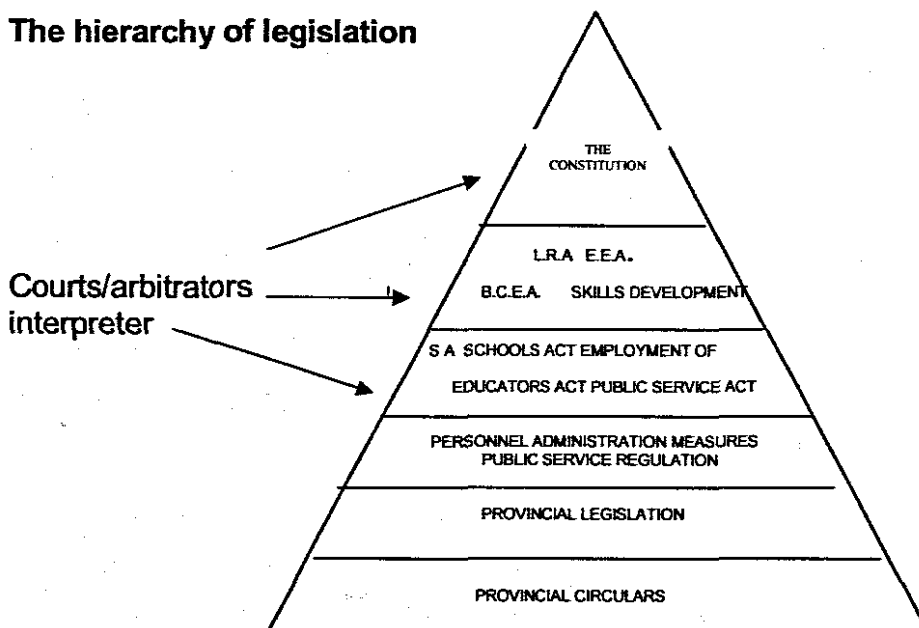 The hierarchy of legislation
THE
CONSTITUTION
L.R.A E.E.A.
B.C.E.A. SKILLS DEVELOPMENT
Courts/arbitrators
interpreter
S A SCHOOLS ACT EMPLOYMENT OF
EDUCATORS ACT PUBLIC SERVICE ACT
PERSONNEL ADMINISTRATION MEASURES
PUBLIC SERVICE REGULATION
PROVINCIAL LEGISLATION
PROVINCIAL CIRCULARS